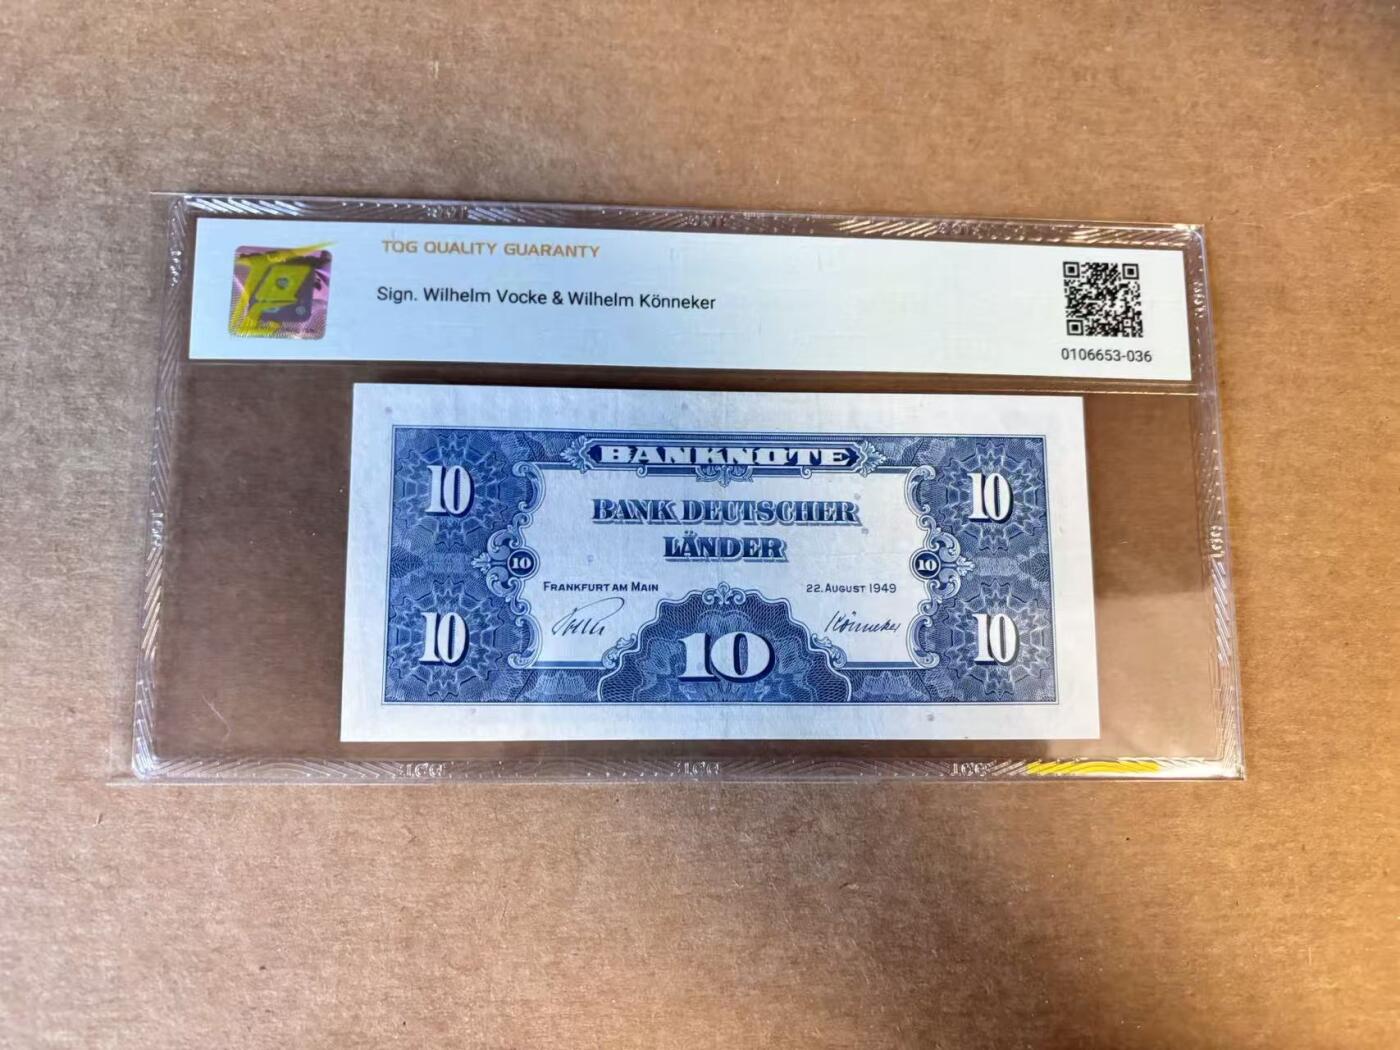 TQG QUALITY GUARANTY
Sign. Wilhelm Vocke & Wilhelm Könneker
0106653-036
BANKNOTE
10
10
BANK DEUTSCHER
LÄNDER
10
10
FRANKFURT AM MAIN
22. AUGUST 1949
Könneker
10
10
10